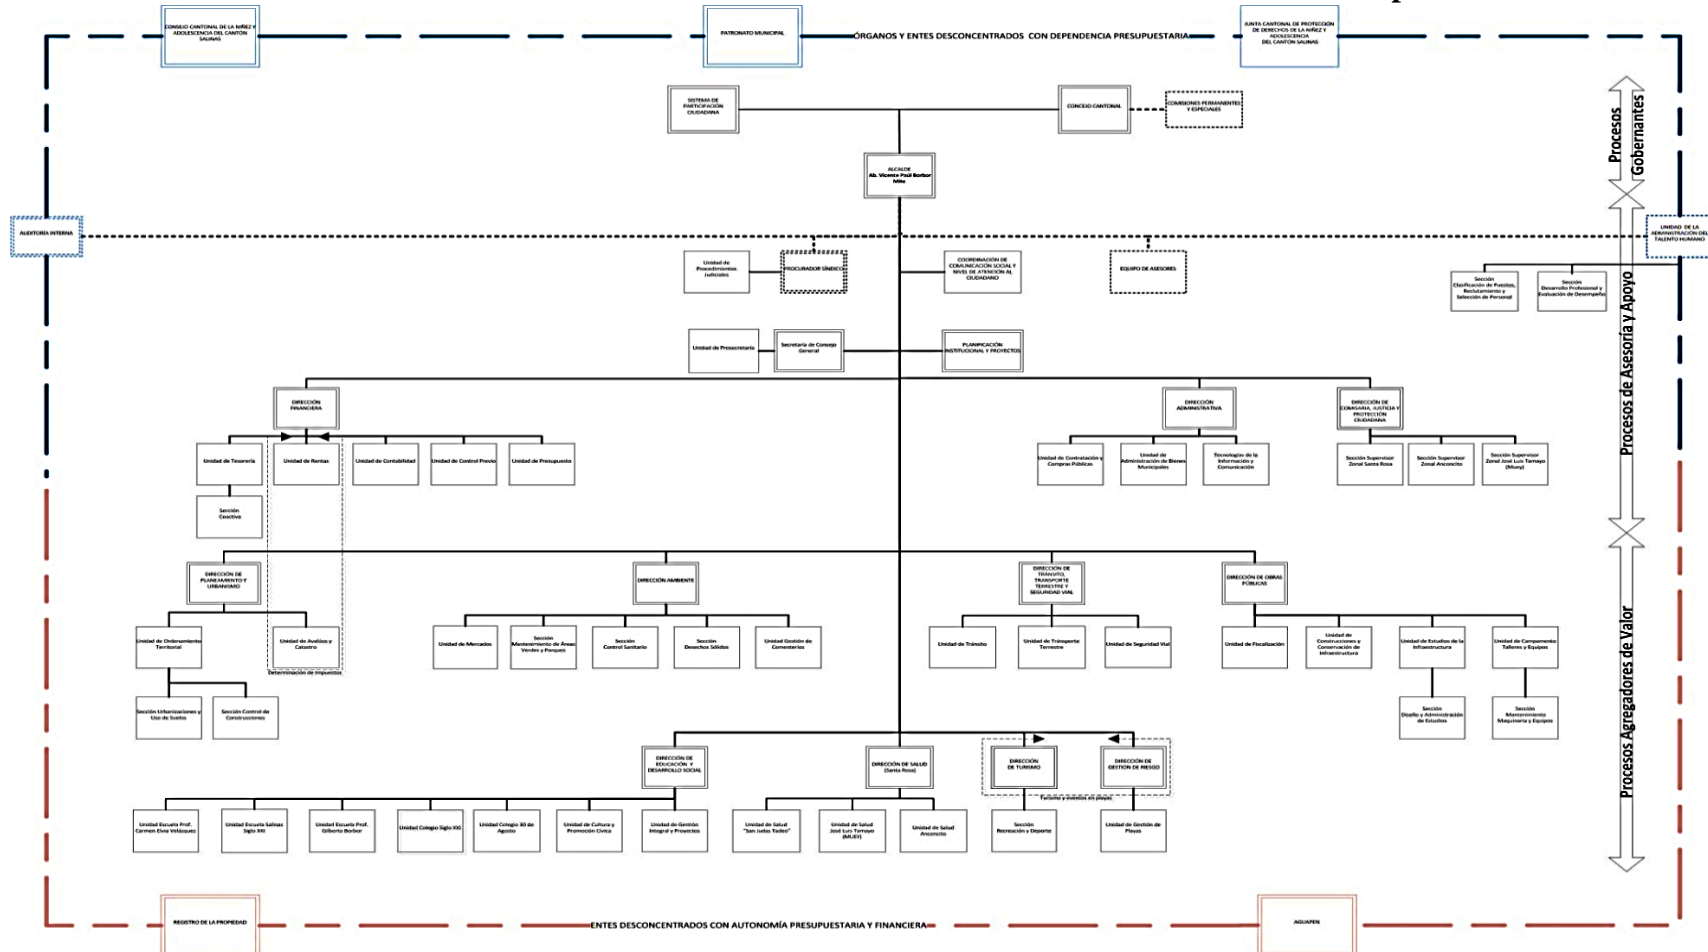 CONSEJO CANTONAL DE LA NIÑEZ Y
ADOLESCENCIA DEL CANTÓN
SALINAS
PATRONATO MUNICIPAL
ÓRGANOS Y ENTES DESCONCENTRADOS CON DEPENDENCIA PRESUPUESTARIA
JUNTA CANTONAL DE PROTECCIÓN
DE DERECHOS DE LA NIÑEZ Y
ADOLESCENCIA
DEL CANTÓN SALINAS
SISTEMA DE
PARTICIPACIÓN
CIUDADANA
CONCEJO CANTONAL
COMISIONES PERMANENTES
Y ESPECIALES
Procesos
Gobernantes
ALCALDE
Ab. Vicente Paúl Borbor
Mite
AUDITORÍA INTERNA
UNIDAD DE LA
ADMINISTRACIÓN DEL
TALENTO HUMANO
Unidad de
Procedimientos
Judiciales
PROCURADOR SÍNDICO
COORDINACIÓN DE
COMUNICACIÓN SOCIAL Y
NIVEL DE ATENCIÓN AL
CIUDADANO
EQUIPO DE ASESORES
Sección
Clasificación de Puestos,
Reclutamiento y
Selección de Personal
Sección
Desarrollo Profesional y
Evaluación de Desempeño
Procesos de Asesoría y Apoyo
Unidad de Prosecretaría
Secretaría de Consejo
General
PLANIFICACIÓN
INSTITUCIONAL Y PROYECTOS
DIRECCIÓN
FINANCIERA
DIRECCIÓN
ADMINISTRATIVA
DIRECCIÓN DE
COMISARIA, JUSTICIA Y
PROTECCIÓN
CIUDADANA
Unidad de Tesorería
Unidad de Rentas
Unidad de Contabilidad
Unidad de Control Previo
Unidad de Presupuesto
Unidad de Contratación y
Compras Públicas
Unidad de
Administración de Bienes
Municipales
Tecnologías de la
Información y
Comunicación
Sección Supervisor
Zonal Santa Rosa
Sección Supervisor
Zonal Anconcito
Sección Supervisor
Zonal José Luis Tamayo
(Muey)
Sección
Coactiva
DIRECCIÓN DE
PLANEAMIENTO Y
URBANISMO
DIRECCIÓN AMBIENTE
DIRECCIÓN DE
TRÁNSITO,
TRANSPORTE
TERRESTRE Y
SEGURIDAD VIAL
DIRECCIÓN DE OBRAS
PÚBLICAS
Unidad de Ordenamiento
Territorial
Unidad de Avalúos y
Catastro
Determinación de Impuestos
Unidad de Mercados
Sección
Mantenimiento de Áreas
Verdes y Parques
Sección
Control Sanitario
Sección
Desechos Sólidos
Unidad Gestión de
Cementerios
Unidad de Tránsito
Unidad de Tránsporte
Terrestre
Unidad de Seguridad Vial
Unidad de Fiscalización
Unidad de
Construcciones y
Conservación de
Infraestructura
Unidad de Estudios de la
Infraestructura
Unidad de Campamento
Talleres y Equipos
Procesos Agregadores de Valor
Sección Urbanizaciones y
Uso de Suelos
Sección Control de
Construcciones
Sección
Diseño y Administración
de Estudios
Sección
Mantenimiento
Maquinaria y Equipos
DIRECCIÓN DE
EDUCACIÓN Y
DESARROLLO SOCIAL
DIRECCIÓN DE SALUD
(Santa Rosa)
DIRECCIÓN
DE TURISMO
DIRECCIÓN DE
GESTIÓN DE RIESGO
Turismo y eventos en playas
Unidad Escuela Prof.
Carmen Elvia Velázquez
Unidad Escuela Salinas
Siglo XXI
Unidad Escuela Prof.
Gilberto Borbor
Unidad Colegio Siglo XXI
Unidad Colegio 30 de
Agosto
Unidad de Cultura y
Promoción Cívica
Unidad de Gestión
Integral y Proyectos
Unidad de Salud
"San Judas Tadeo"
Unidad de Salud
José Luis Tamayo
(MUEY)
Unidad de Salud
Anconcito
Sección
Recreación y Deporte
Unidad de Gestión de
Playas
REGISTRO DE LA PROPIEDAD
ENTES DESCONCENTRADOS CON AUTONOMÍA PRESUPUESTARIA Y FINANCIERA
AGUAPEN